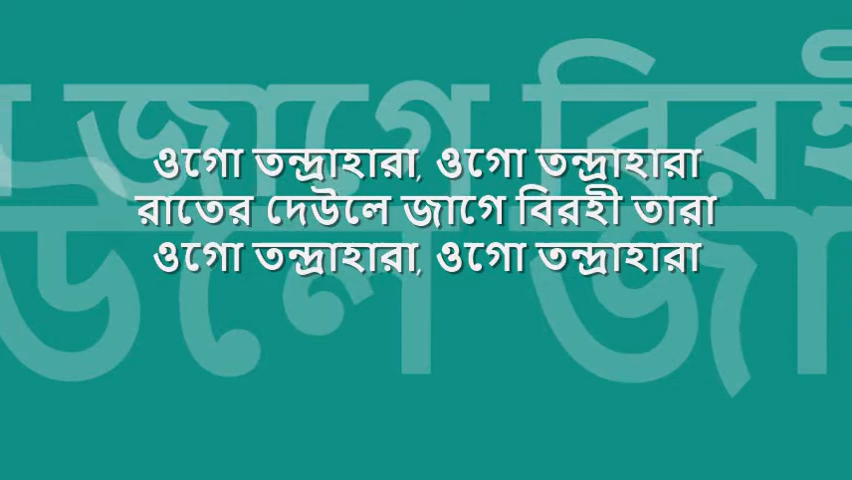 ওগো তন্দ্রাহারা, ওগো তন্দ্রাহারা
রাতের দেউলে জাগে বিরহী তারা
ওগো তন্দ্রাহারা, ওগো তন্দ্রাহারা